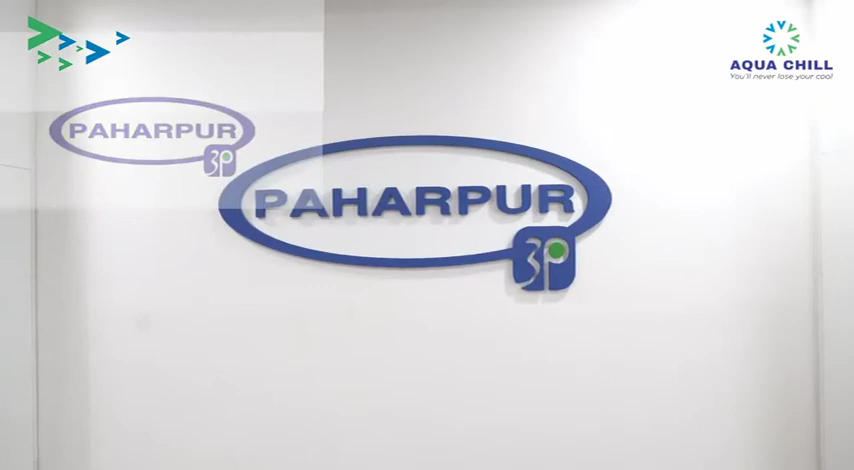 AQUA CHILL
You'll never lose your cool
PAHARPUR
3P
PAHARPUR
3P